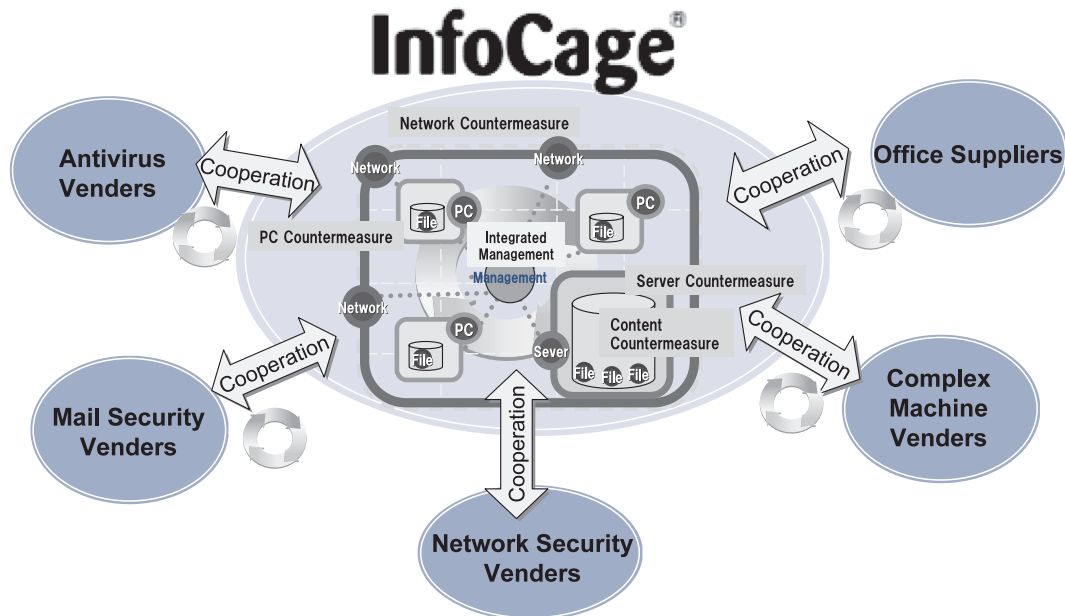 InfoCage®
Network Countermeasure
Antivirus
Venders
Cooperation
Office Suppliers
Cooperation
Network
Network
PC
File
PC
File
PC Countermeasure
Integrated
Management
Management
Server Countermeasure
Network
PC
File
Sever
Content
Countermeasure
File
File
File
Cooperation
Mail Security
Venders
Cooperation
Complex
Machine
Venders
Cooperation
Network Security
Venders